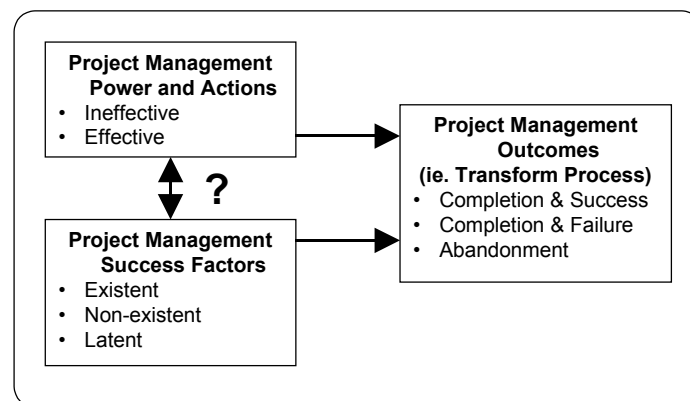 Project Management
Power and Actions
• Ineffective
• Effective
?
Project Management
Success Factors
• Existent
• Non-existent
• Latent
Project Management
Outcomes
(ie. Transform Process)
• Completion & Success
• Completion & Failure
• Abandonment